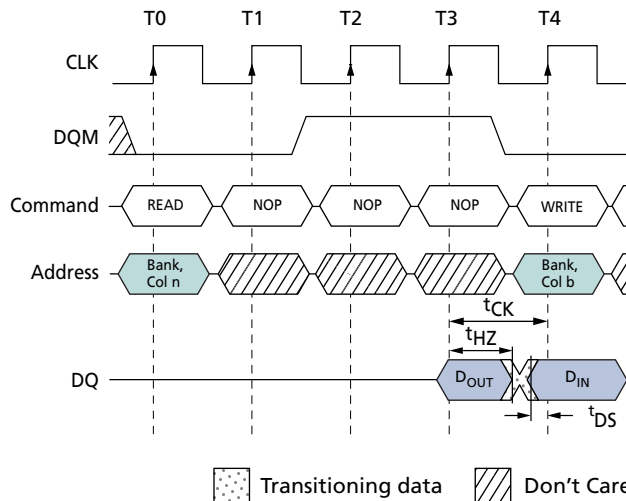 T0 T1 T2 T3 T4
CLK
DQM
Command READ NOP NOP NOP WRITE
Address Bank, Col n Bank, Col b
tCK
tHZ
DQ DOUT DIN
tDS
Transitioning data Don't Care